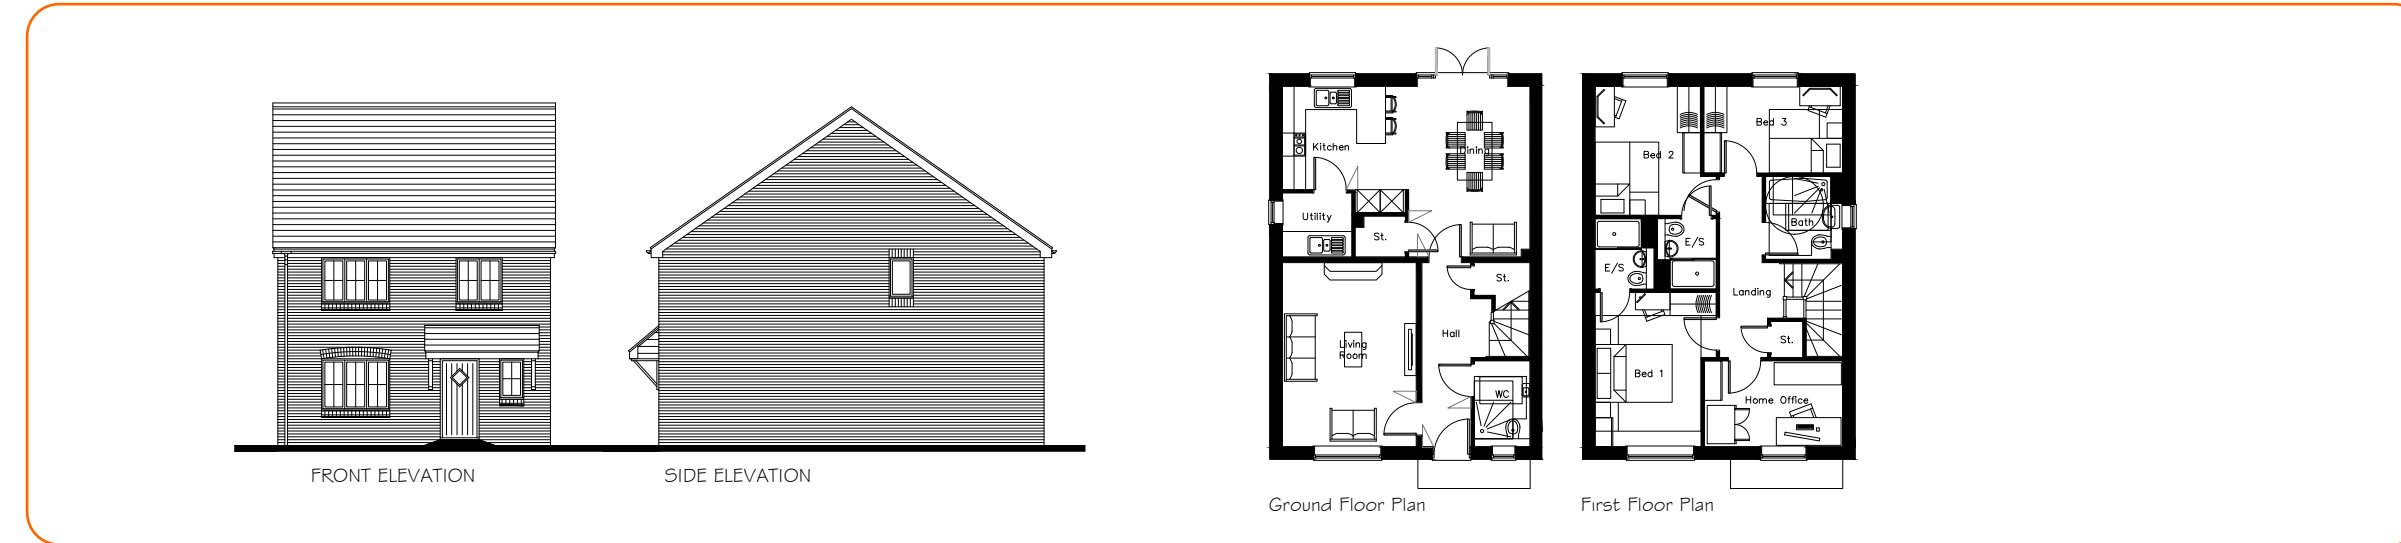 FRONT ELEVATION
SIDE ELEVATION
Kitchen
Dining
Utility
St.
St.
Hall
Living
Room
WC
Ground Floor Plan
Bed 3
Bed 2
Bath
E/S
E/S
Landing
St.
Bed 1
Home Office
First Floor Plan